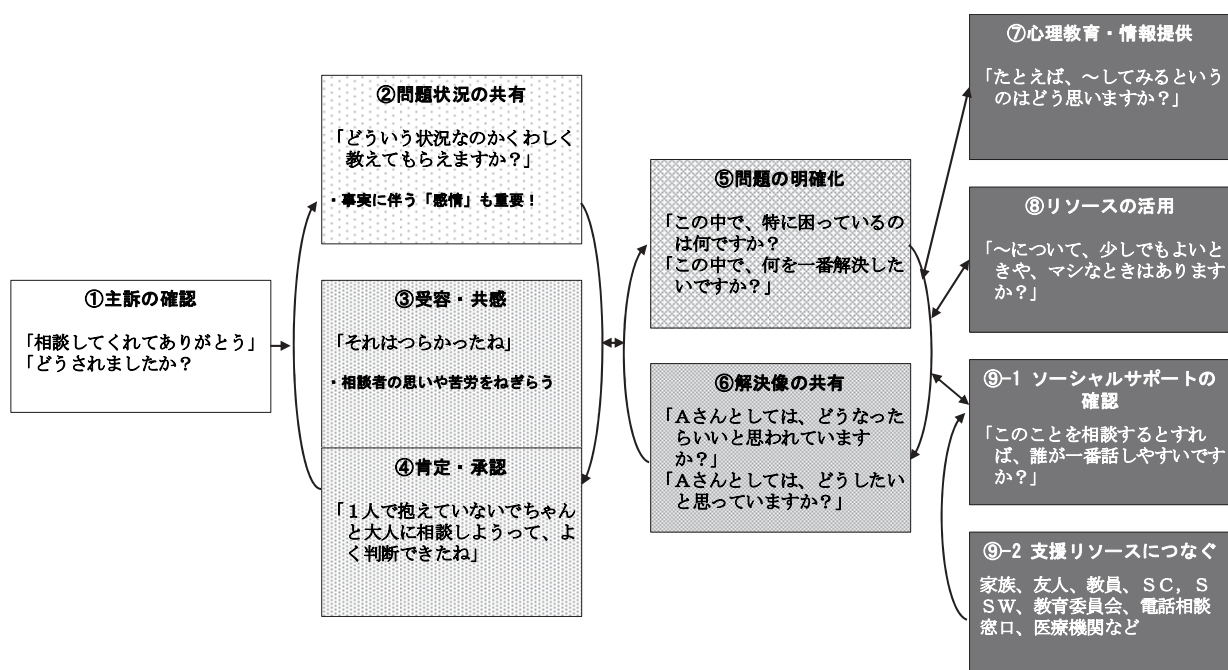 ①主訴の確認
「相談してくれてありがとう」
「どうされましたか？
②問題状況の共有
「どういう状況なのかくわしく
教えてもらえますか？」
・事実に伴う「感情」も重要！
③受容・共感
「それはつらかったね」
・相談者の思いや苦労をねぎらう
④肯定・承認
「１人で抱えていないでちゃん
と大人に相談しようって、よ
く判断できたね」
⑤問題の明確化
「この中で、特に困っているの
は何ですか？
「この中で、何を一番解決した
いですか？」
⑥解決像の共有
「Ａさんとしては、どうなった
らいいと思われています
か？」
「Ａさんとしては、どうしたい
と思っていますか？」
⑦心理教育・情報提供
「たとえば、～してみるという
のはどう思いますか？」
⑧リソースの活用
「～について、少しでもよいと
きや、マシなときはあります
か？」
⑨-1 ソーシャルサポートの
確認
「このことを相談するとすれ
ば、誰が一番話しやすいです
か？」
⑨-2 支援リソースにつなぐ
家族、友人、教員、ＳＣ，Ｓ
ＳＷ、教育委員会、電話相談
窓口、医療機関など